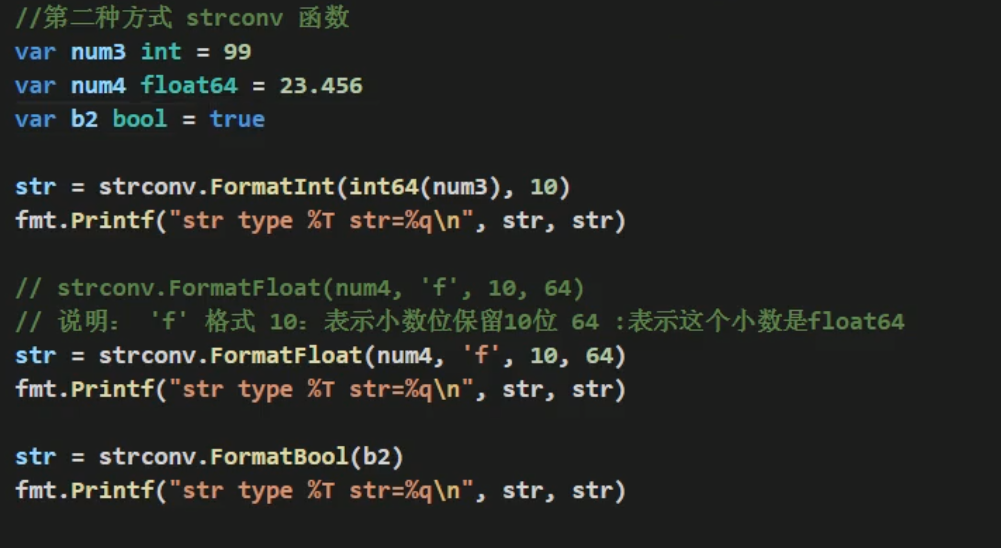 //第二种方式 strconv 函数
var num3 int = 99
var num4 float64 = 23.456
var b2 bool = true
str = strconv.FormatInt(int64(num3), 10)
fmt.Printf("str type %T str=%q\n", str, str)
// strconv.FormatFloat(num4, 'f', 10, 64)
// 说明： 'f' 格式 10：表示小数位保留10位 64 :表示这个小数是float64
str = strconv.FormatFloat(num4, 'f', 10, 64)
fmt.Printf("str type %T str=%q\n", str, str)
str = strconv.FormatBool(b2)
fmt.Printf("str type %T str=%q\n", str, str)